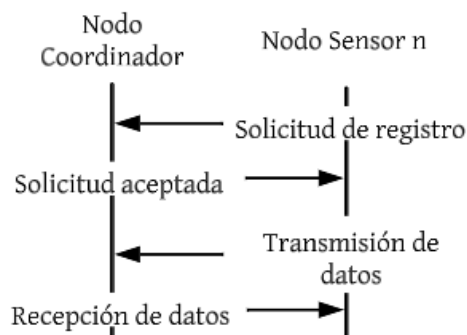 Nodo
Coordinador
Nodo Sensor n
Solicitud de registro
Solicitud aceptada
Transmisión de
datos
Recepción de datos